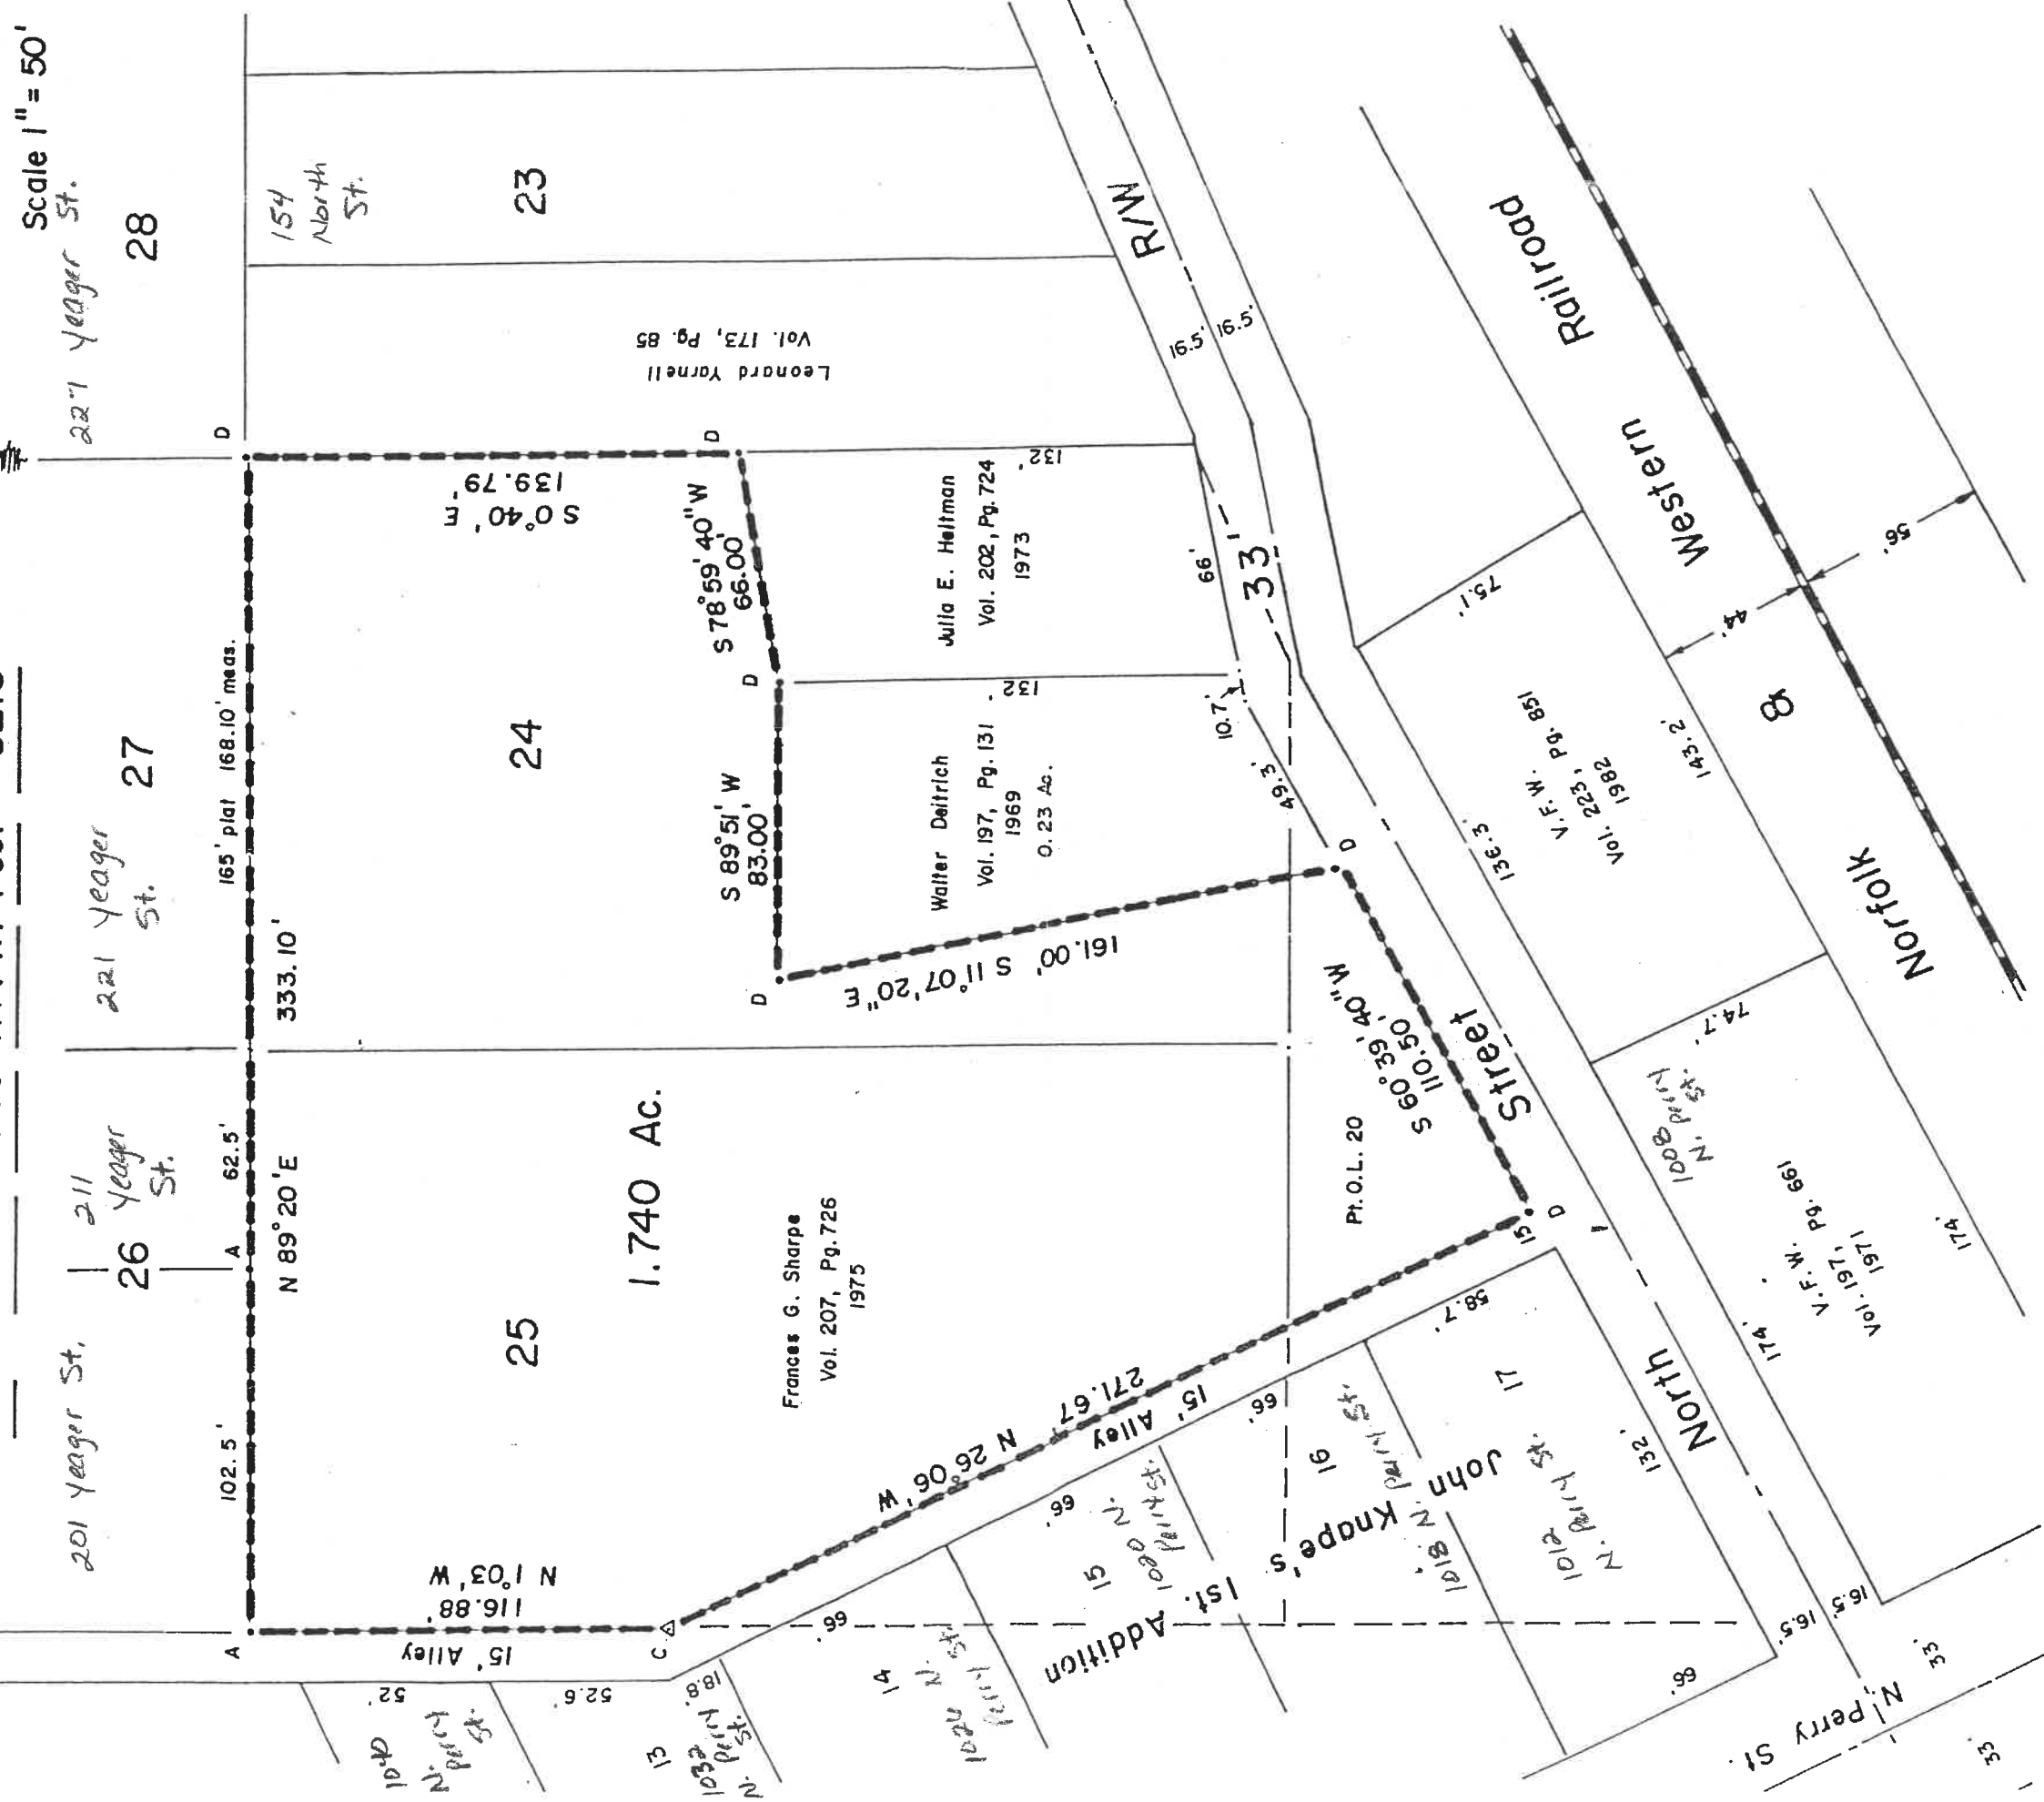 Scale 1" = 50'
227 Yeager St.
28
221 Yeager
St.
27
211
Yeager
St.
26
201 Yeager St.
165' plat 168.10' meas.
62.5'
102.5'
A
A
D
333.10'
N 89°20'E
154
North
St.
23
Leonard Yarnell
Vol. 173, Pg. 85
S 0°40' E
139.79'
D
24
S 78°59'40" W
66.00'
D
S 89°51' W
83.00'
D
Julia E. Heitman
Vol. 202, Pg. 724
1973
132'
66'
Walter Deitrich
Vol. 197, Pg. 131
1969
0.23 Ac.
132'
10.7'
49.3'
161.00' S 11°07'20" E
D
25
1.740 Ac.
Frances G. Sharpe
Vol. 207, Pg. 726
1975
N 1°03' W
116.88'
15' Alley
C
N 26°06' W
271.67
15' Alley
Pt. O.L. 20
S 60°39'40" W
110.50'
D
15'
R/W
16.5'
16.5'
33'
North
Street
1
Norfolk
&
Western
Railroad
44'
56'
75.1'
136.3'
V.F.W.
Vol. 223, Pg. 851
1982
143.2'
74.7'
1008
N. Perry
St.
V.F.W.
Vol. 197, Pg. 661
1971
174'
174'
52'
1040
N.
Perry
St.
52.6'
13
18.8'
1032
N. Perry
St.
66'
14
1026 N.
Perry St.
66'
15
1020 N.
Perry St.
66'
16
1018 N. Perry St.
58.7'
17
1012
N. Perry St.
132'
66'
John Knape's 1st. Addition
16.5'
16.5'
N. Perry St.
33'
33'